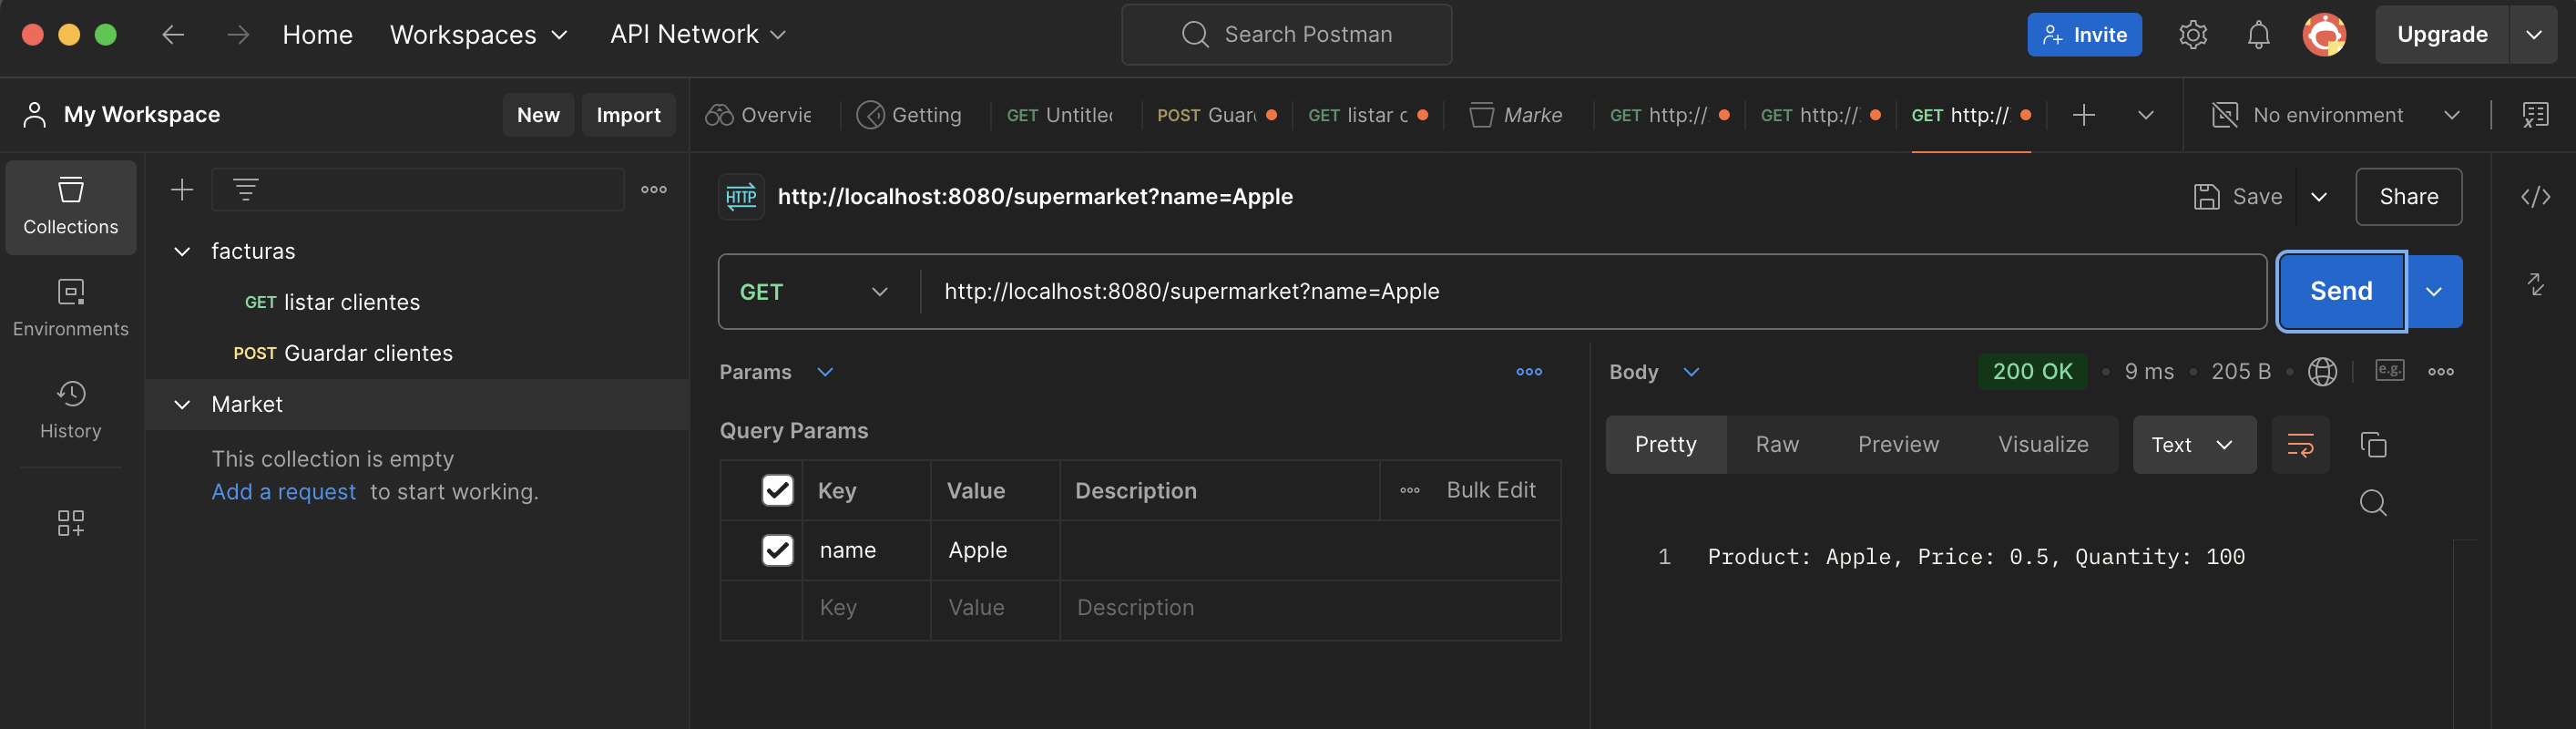 Home Workspaces API Network Search Postman Invite Upgrade
My Workspace New Import Overvie Getting GET Untitlec POST Guar GET listar c Marke GET http:// GET http:// GET http:// No environment
Collections
Environments
History
facturas
GET listar clientes
POST Guardar clientes
Market
This collection is empty
Add a request to start working.
HTTP http://localhost:8080/supermarket?name=Apple Save Share
GET http://localhost:8080/supermarket?name=Apple Send
Params
Query Params
Key Value Description Bulk Edit
name Apple
Key Value Description
Body 200 OK • 9 ms • 205 B • e.g.
Pretty Raw Preview Visualize Text
1 Product: Apple, Price: 0.5, Quantity: 100